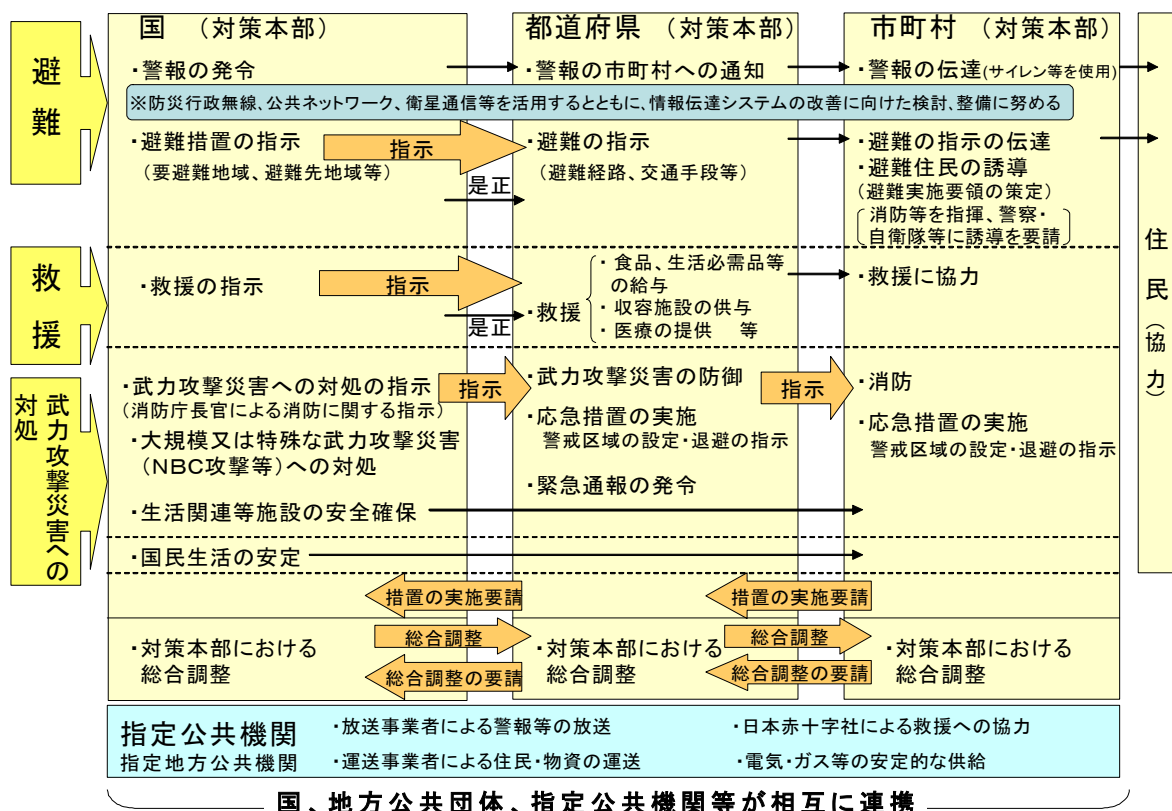 国 （対策本部）
都道府県 （対策本部）
市町村 （対策本部）
避難
・警報の発令
・警報の市町村への通知
・警報の伝達(サイレン等を使用)
※防災行政無線、公共ネットワーク、衛星通信等を活用するとともに、情報伝達システムの改善に向けた検討、整備に努める
・避難措置の指示
(要避難地域、避難先地域等)
指示
是正
・避難の指示
(避難経路、交通手段等)
・避難の指示の伝達
・避難住民の誘導
(避難実施要領の策定)
消防等を指揮、警察・
自衛隊等に誘導を要請
住民（協力）
救援
・救援の指示
指示
是正
・救援
・ 食品、生活必需品等
の給与
・ 収容施設の供与
・ 医療の提供 等
・救援に協力
武力攻撃災害への
対処
・武力攻撃災害への対処の指示
(消防庁長官による消防に関する指示)
・大規模又は特殊な武力攻撃災害
(NBC攻撃等)への対処
・生活関連等施設の安全確保
・国民生活の安定
指示
・武力攻撃災害の防御
・応急措置の実施
警戒区域の設定・退避の指示
・緊急通報の発令
指示
・消防
・応急措置の実施
警戒区域の設定・退避の指示
措置の実施要請
措置の実施要請
・対策本部における
総合調整
総合調整
総合調整の要請
・対策本部における
総合調整
総合調整
総合調整の要請
・対策本部における
総合調整
指定公共機関
指定地方公共機関
・放送事業者による警報等の放送
・日本赤十字社による救援への協力
・運送事業者による住民・物資の運送
・電気・ガス等の安定的な供給
国、地方公共団体、指定公共機関等が相互に連携